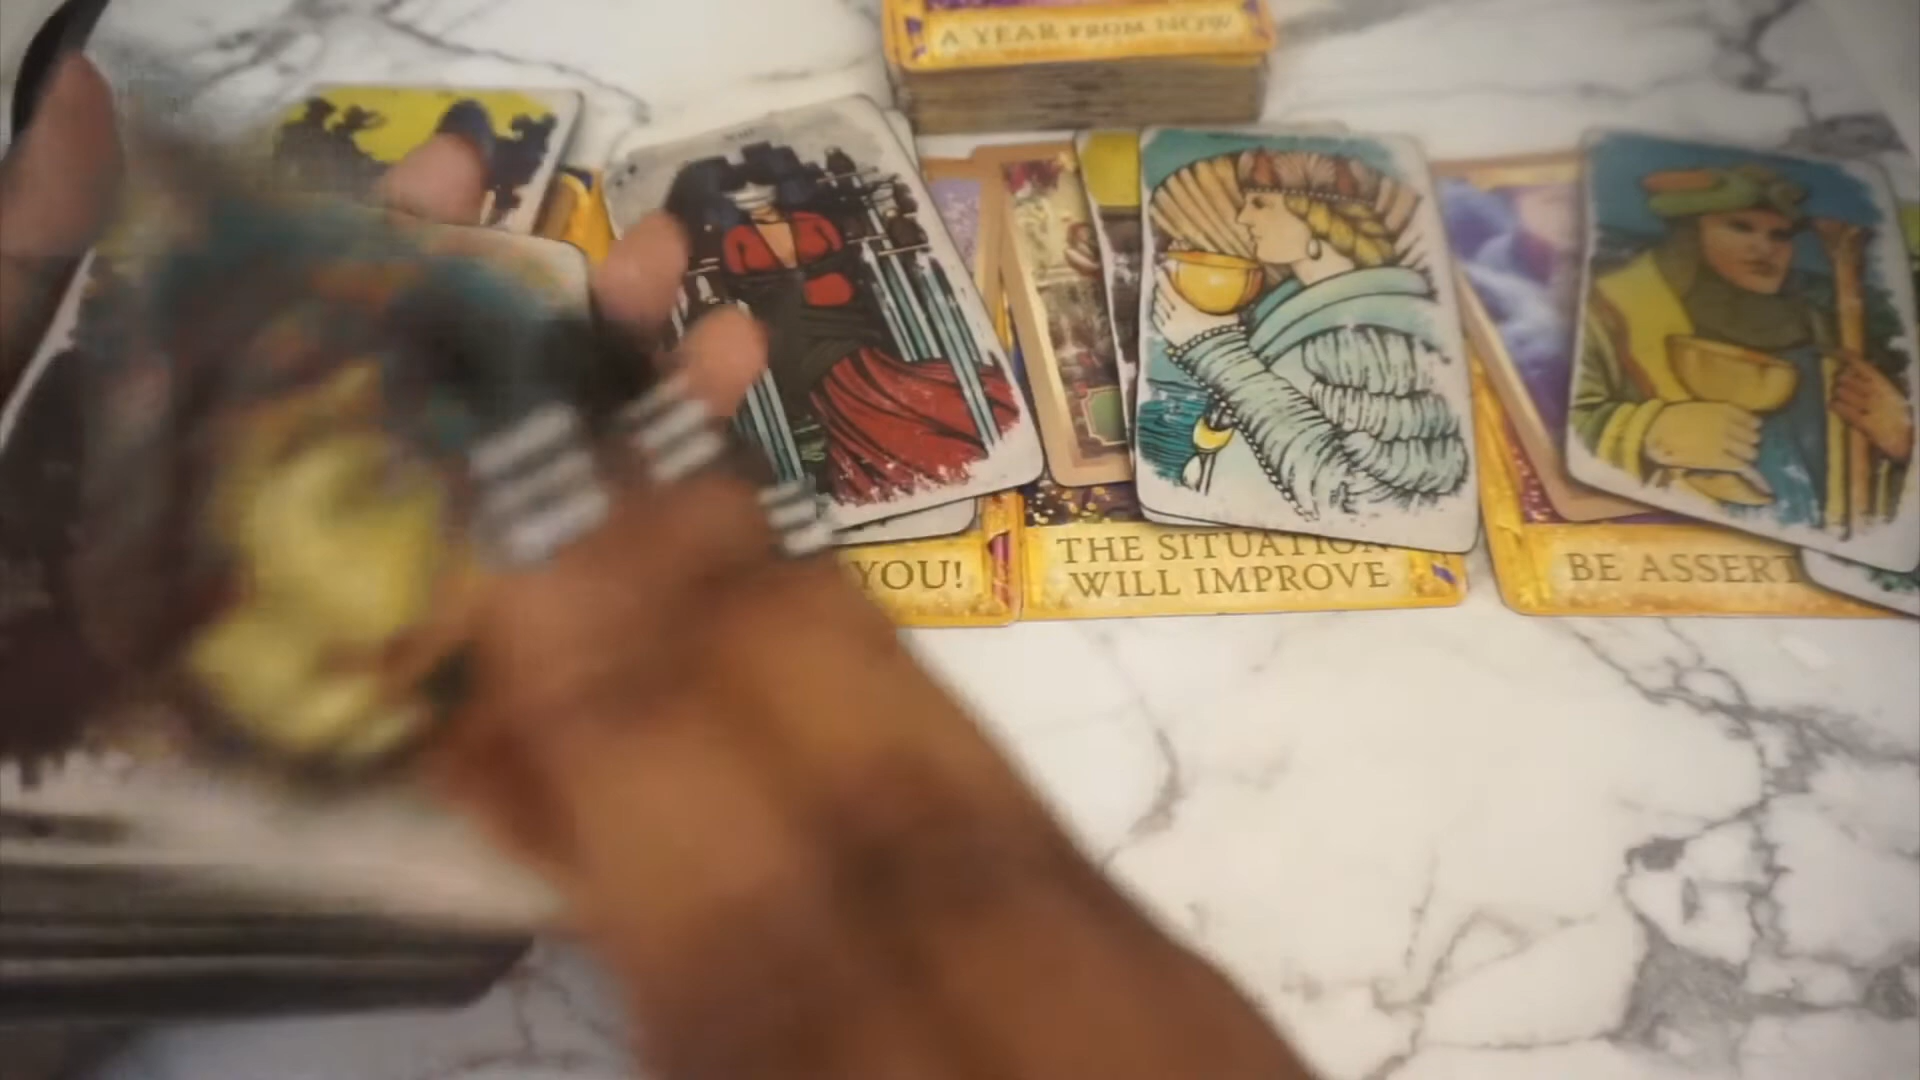 A YEAR FROM NOW
YOU!
THE SITUATION
WILL IMPROVE
BE ASSERT